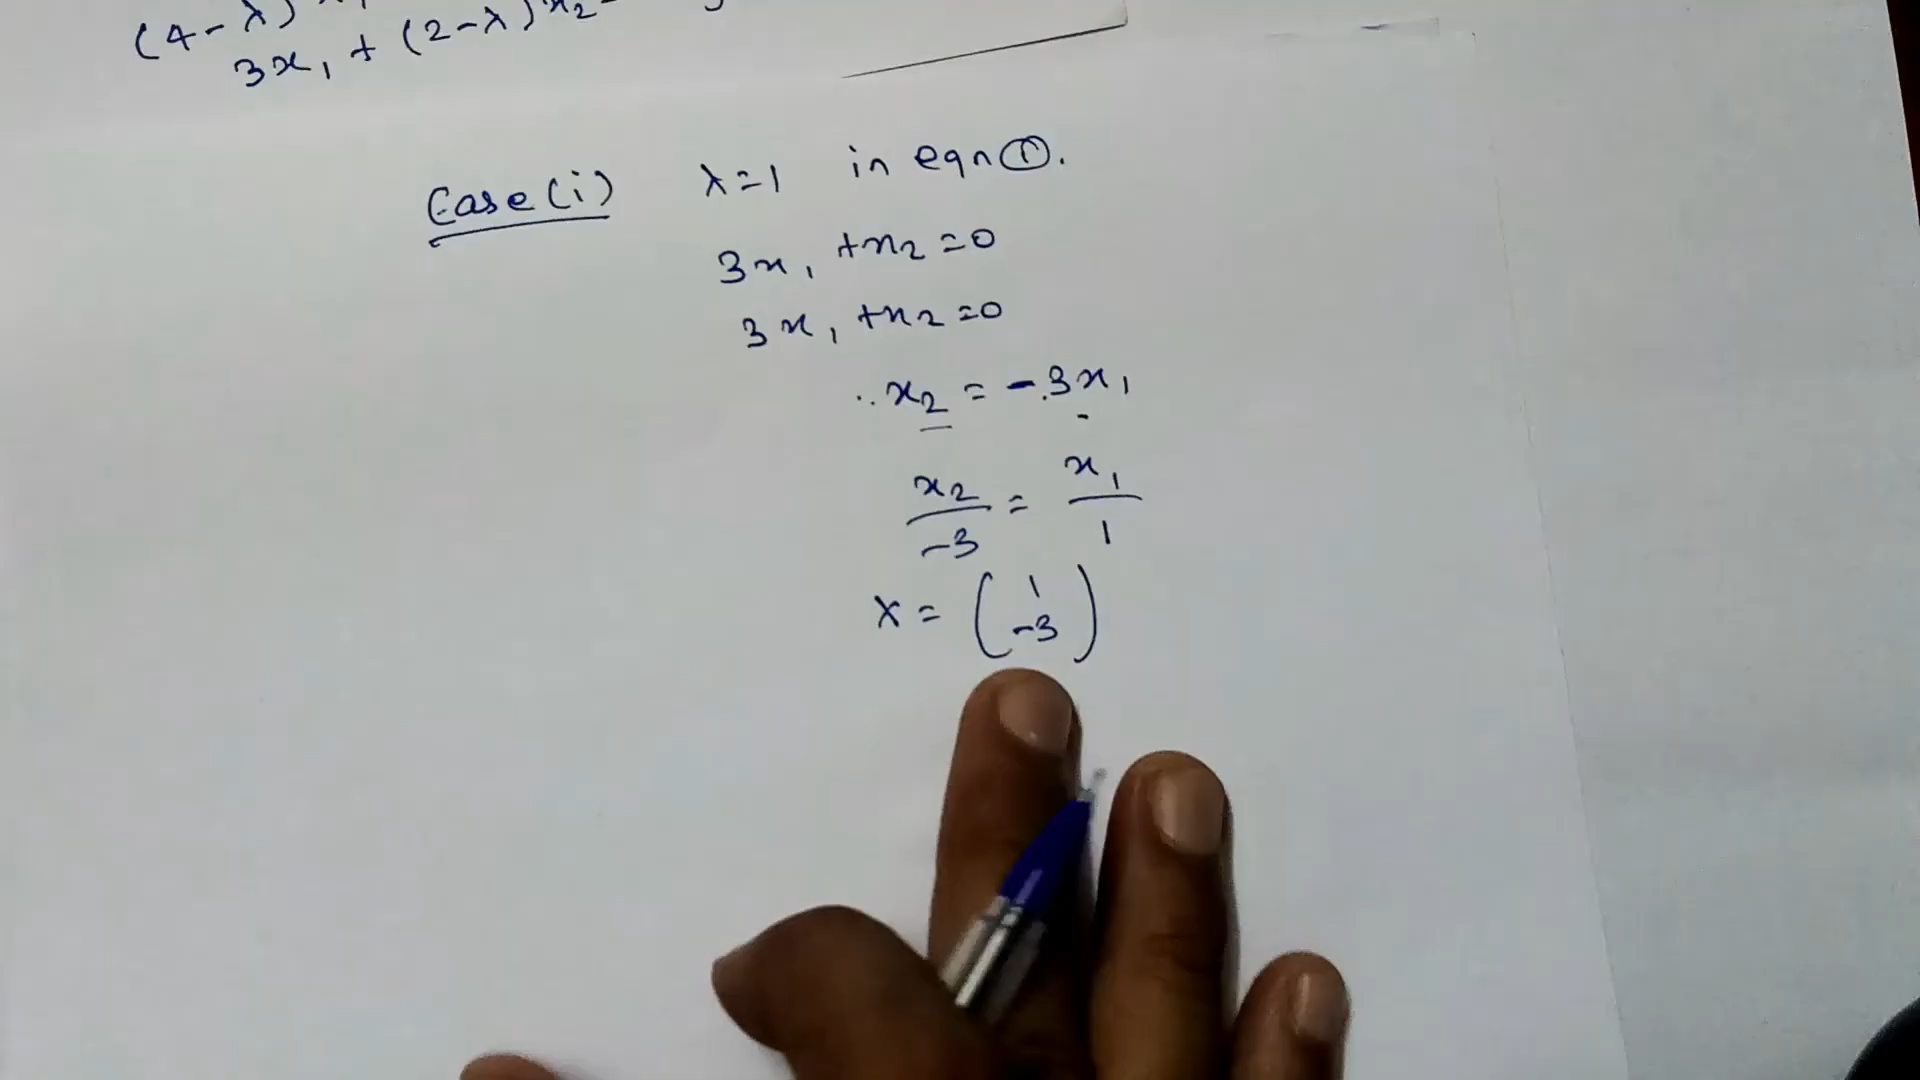 (4-λ)
3x₁ + (2-λ)x₂
Case(i) λ=1 in eqn ①.
3x₁ +x₂ =0
3x₁ +x₂ =0
∴ x₂ = -3x₁
x₂/-3 = x₁/1
X = (1
-3)